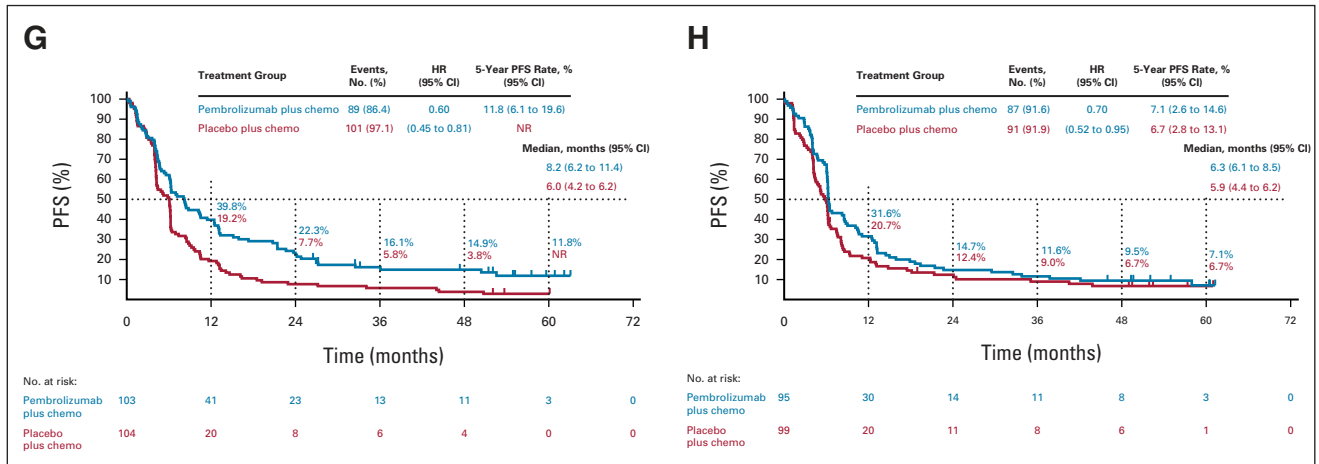 G
Treatment Group Events, No. (%) HR (95% CI) 5-Year PFS Rate, % (95% CI)
Pembrolizumab plus chemo 89 (86.4) 0.60 11.8 (6.1 to 19.6)
Placebo plus chemo 101 (97.1) (0.45 to 0.81) NR
Median, months (95% CI)
8.2 (6.2 to 11.4)
6.0 (4.2 to 6.2)
PFS (%)
100
90
80
70
60
50
40
30
20
10
39.8%
19.2%
22.3%
7.7%
16.1%
5.8%
14.9%
3.8%
11.8%
NR
0 12 24 36 48 60 72
Time (months)
No. at risk:
Pembrolizumab plus chemo 103 41 23 13 11 3 0
Placebo plus chemo 104 20 8 6 4 0 0
H
Treatment Group Events, No. (%) HR (95% CI) 5-Year PFS Rate, % (95% CI)
Pembrolizumab plus chemo 87 (91.6) 0.70 7.1 (2.6 to 14.6)
Placebo plus chemo 91 (91.9) (0.52 to 0.95) 6.7 (2.8 to 13.1)
Median, months (95% CI)
6.3 (6.1 to 8.5)
5.9 (4.4 to 6.2)
PFS (%)
100
90
80
70
60
50
40
30
20
10
31.6%
20.7%
14.7%
12.4%
11.6%
9.0%
9.5%
6.7%
7.1%
6.7%
0 12 24 36 48 60 72
Time (months)
No. at risk:
Pembrolizumab plus chemo 95 30 14 11 8 3 0
Placebo plus chemo 99 20 11 8 6 1 0